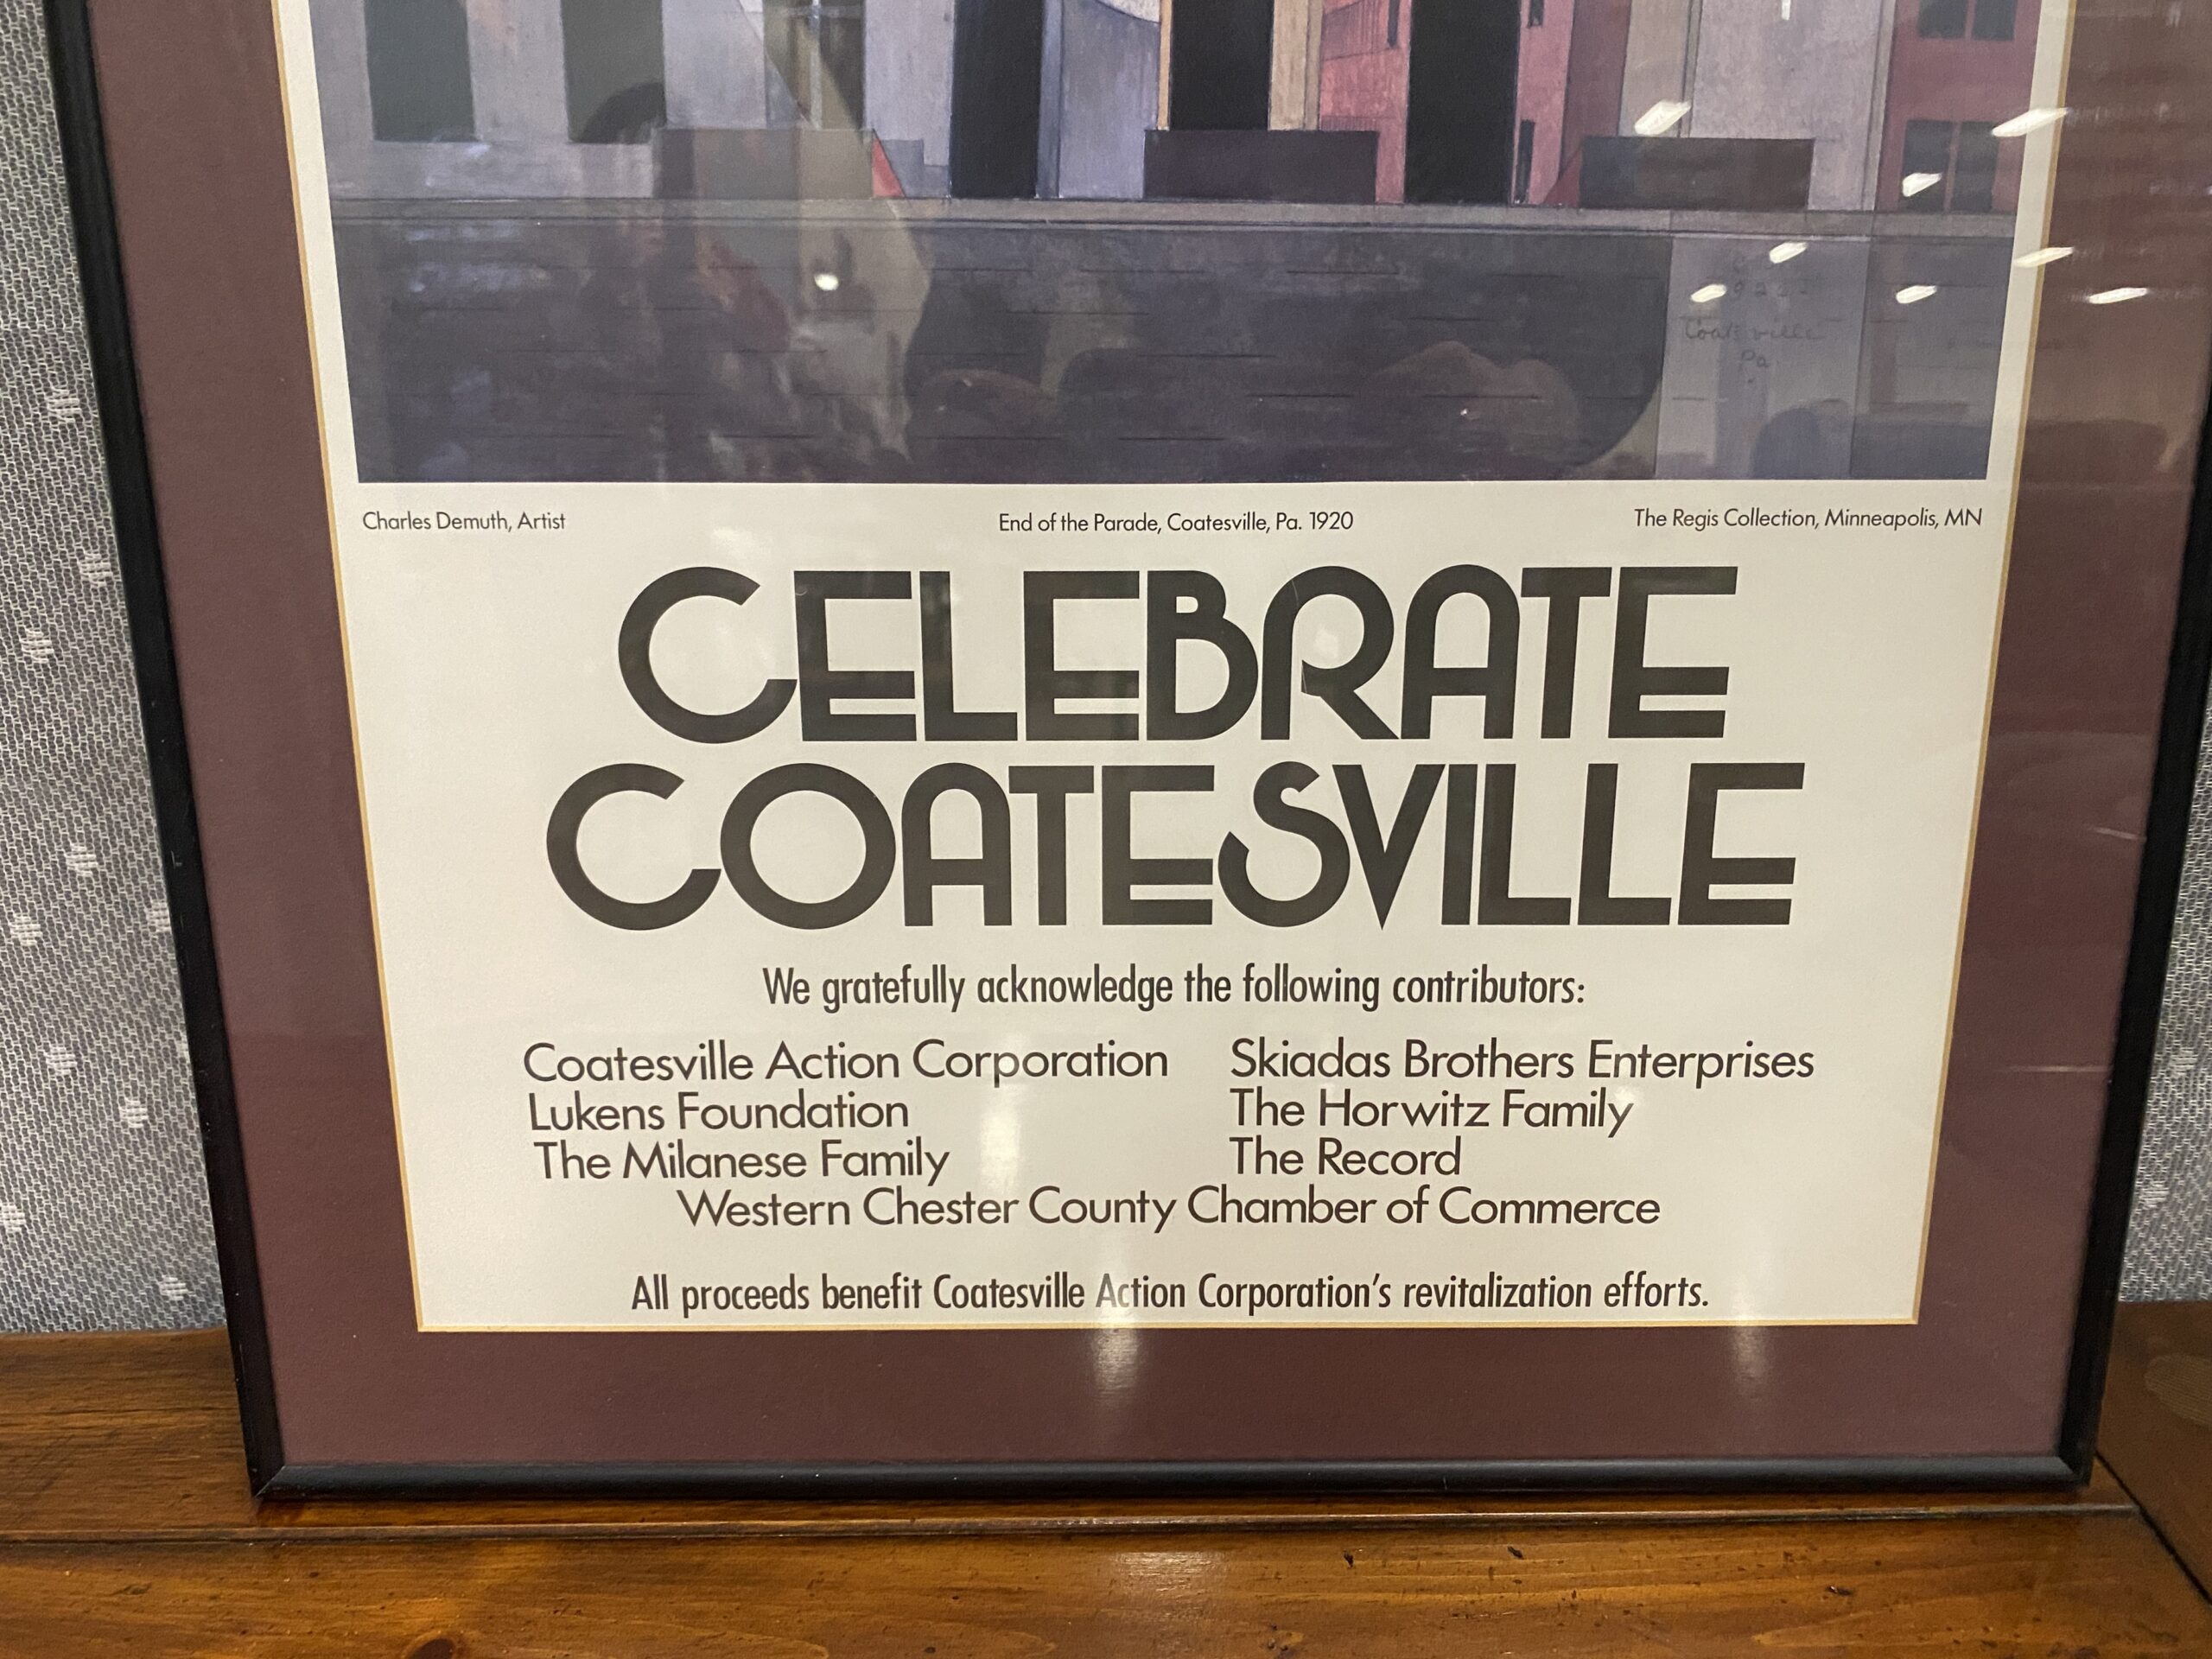 Coatesville
Pa.
Charles Demuth, Artist
End of the Parade, Coatesville, Pa. 1920
The Regis Collection, Minneapolis, MN
CELEBRATE
COATESVILLE
We gratefully acknowledge the following contributors:
Coatesville Action Corporation
Lukens Foundation
The Milanese Family
Skiadas Brothers Enterprises
The Horwitz Family
The Record
Western Chester County Chamber of Commerce
All proceeds benefit Coatesville Action Corporation's revitalization efforts.